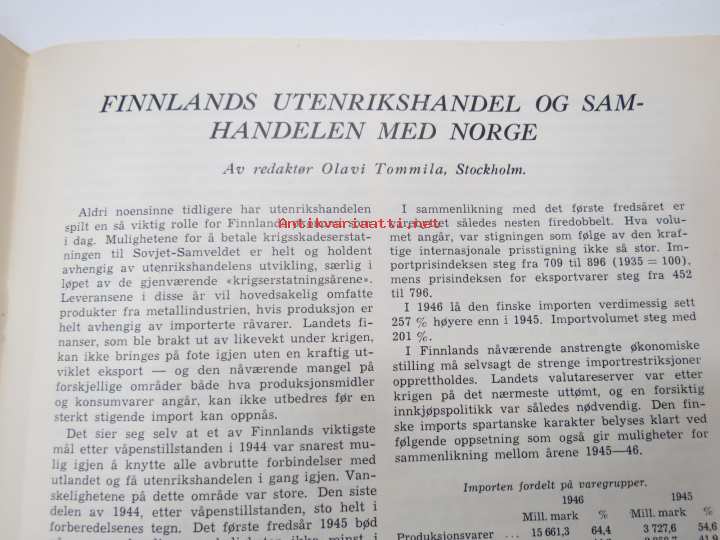 FINNLANDS UTENRIKSHANDEL OG SAM-
HANDELEN MED NORGE
Av redaktør Olavi Tommila, Stockholm.
Aldri noensinne tidligere har utenrikshandelen
spilt en så viktig rolle for Finnlands
i dag. Mulighetene for å betale krigsskadeerstat-
ningen til Sovjet-Samveldet er helt og holdent
avhengig av utenrikshandelens utvikling, særlig i
løpet av de gjenværende «krigserstatningsårene».
Leveransene i disse år vil hovedsakelig omfatte
produkter fra metallindustrien, hvis produksjon er
helt avhengig av importerte råvarer. Landets fi-
nanser, som ble brakt ut av likevekt under krigen,
kan ikke bringes på fote igjen uten en kraftig ut-
viklet eksport — og den nåværende mangel på
forskjellige områder både hva produksjonsmidler
og konsumvarer angår, kan ikke utbedres før en
sterkt stigende import kan oppnås.
Det sier seg selv at et av Finnlands viktigste
mål etter våpenstillstanden i 1944 var snarest mu-
lig igjen å knytte alle avbrutte forbindelser med
utlandet og få utenrikshandelen i gang igjen. Van-
skelighetene på dette område var store. Den siste
delen av 1944, etter våpenstillstanden, sto helt i
forberedelsenes tegn. Det første fredsår 1945 bød
I sammenlikning med det første fredsåret er
varebyttet således nesten firedobbelt. Hva volu-
met angår, var stigningen som følge av den kraf-
tige internasjonale prisstigning ikke så stor. Im-
portprisindeksen steg fra 709 til 896 (1935 = 100),
mens prisindeksen for eksportvarer steg fra 452
til 796.
I 1946 lå den finske importen verdimessig sett
257 % høyere enn i 1945. Importvolumet steg med
201 %.
I Finnlands nåværende anstrengte økonomiske
stilling må selvsagt de strenge importrestriksjoner
opprettholdes. Landets valutareserver var etter
krigen på det nærmeste uttømt, og en forsiktig
innkjøpspolitikk var således nødvendig. Den fin-
ske imports spartanske karakter belyses klart ved
følgende oppsetning som også gir muligheter for
sammenlikning mellom årene 1945—46.
Importen fordelt på varegrupper.
1946 1945
Mill. mark % Mill. mark %
Produksjonsvarer ... 15 661,3 64,4 3 727,6 54,6
Antikvariaatti.net